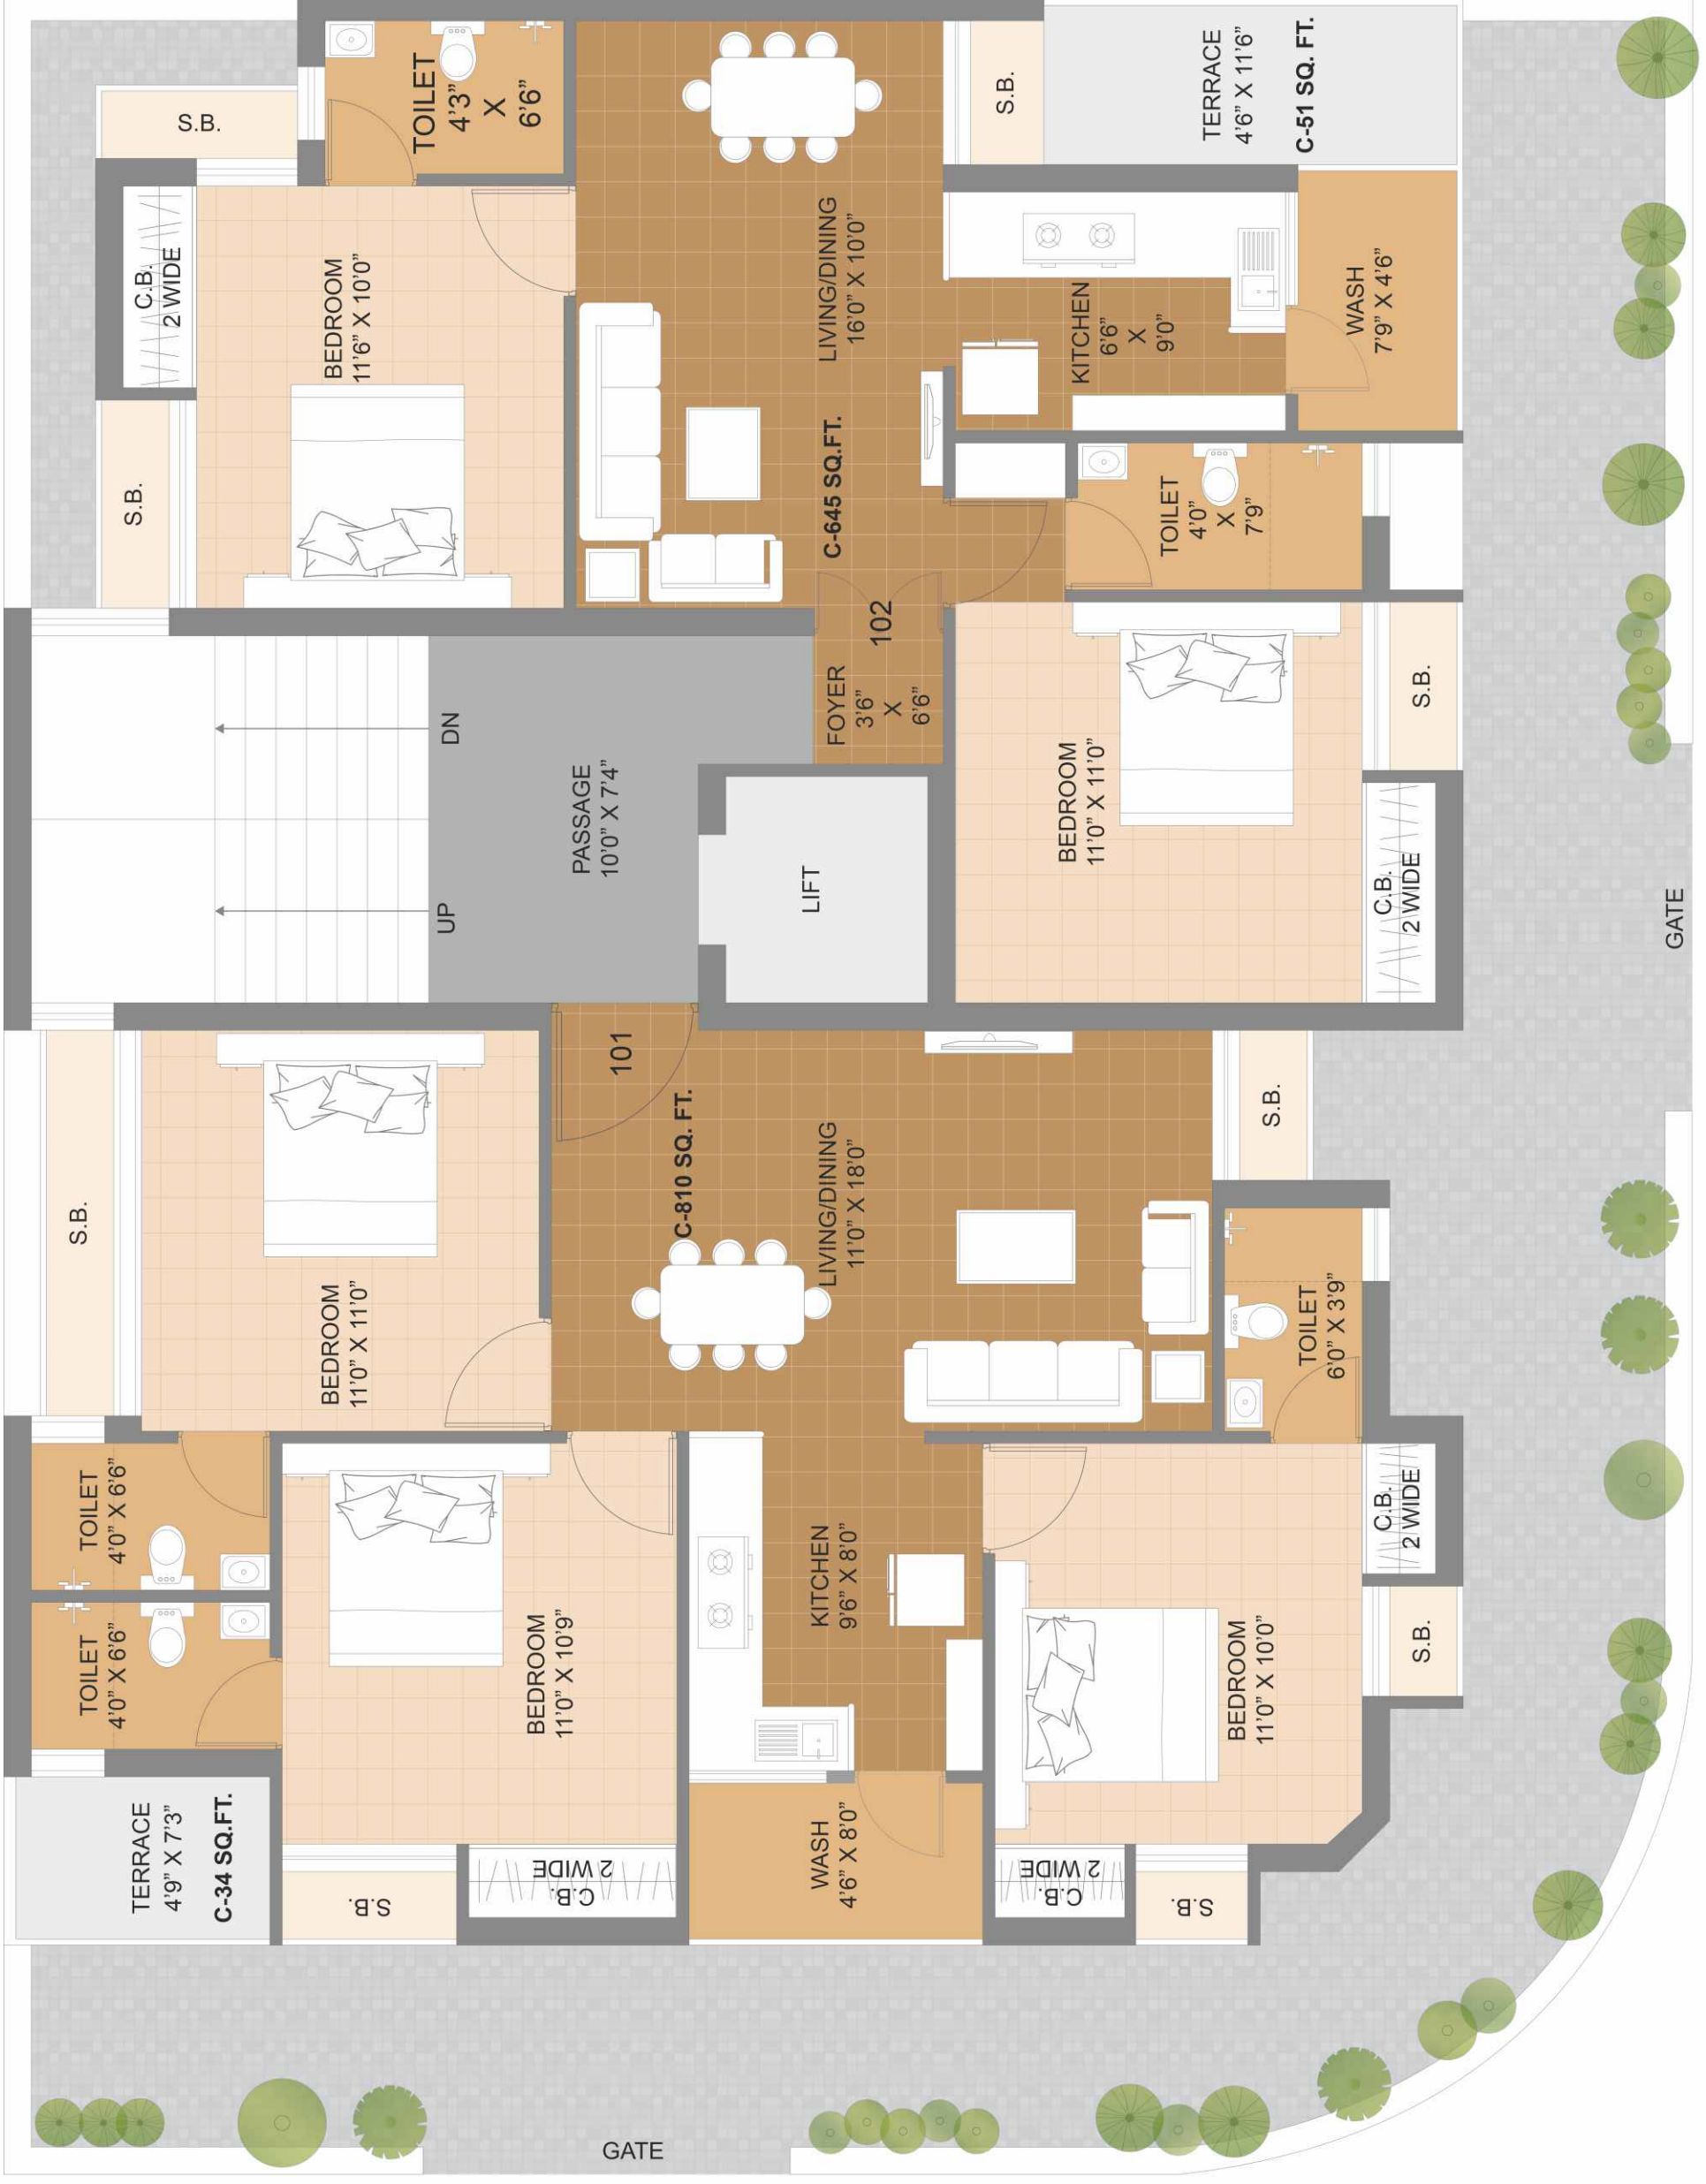 S.B.
TOILET
4'3”
X
6'6”
C.B.
2 WIDE
BEDROOM
11'6” X 10'0”
S.B.
LIVING/DINING
16'0” X 10'0”
C-645 SQ.FT.
S.B.
TERRACE
4'6” X 11'6”
C-51 SQ. FT.
KITCHEN
6'6”
X
9'0”
WASH
7'9” X 4'6”
TOILET
4'0”
X
7'9”
102
FOYER
3'6”
X
6'6”
DN
UP
PASSAGE
10'0” X 7'4”
LIFT
BEDROOM
11'0” X 11'0”
S.B.
C.B.
2 WIDE
GATE
101
C-810 SQ. FT.
LIVING/DINING
11'0” X 18'0”
S.B.
S.B.
BEDROOM
11'0” X 11'0”
TOILET
6'0” X 3'9”
TOILET
4'0” X 6'6”
TOILET
4'0” X 6'6”
BEDROOM
11'0” X 10'9”
KITCHEN
9'6” X 8'0”
BEDROOM
11'0” X 10'0”
C.B.
2 WIDE
S.B.
TERRACE
4'9” X 7'3”
C-34 SQ.FT.
S.B.
C.B.
2 WIDE
WASH
4'6” X 8'0”
C.B.
2 WIDE
S.B.
GATE